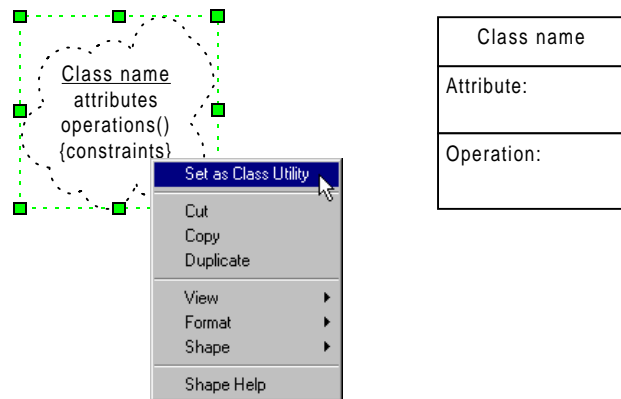 Class name
attributes
operations()
{constraints}
Set as Class Utility
Cut
Copy
Duplicate
View
Format
Shape
Shape Help
Class name
Attribute:
Operation: